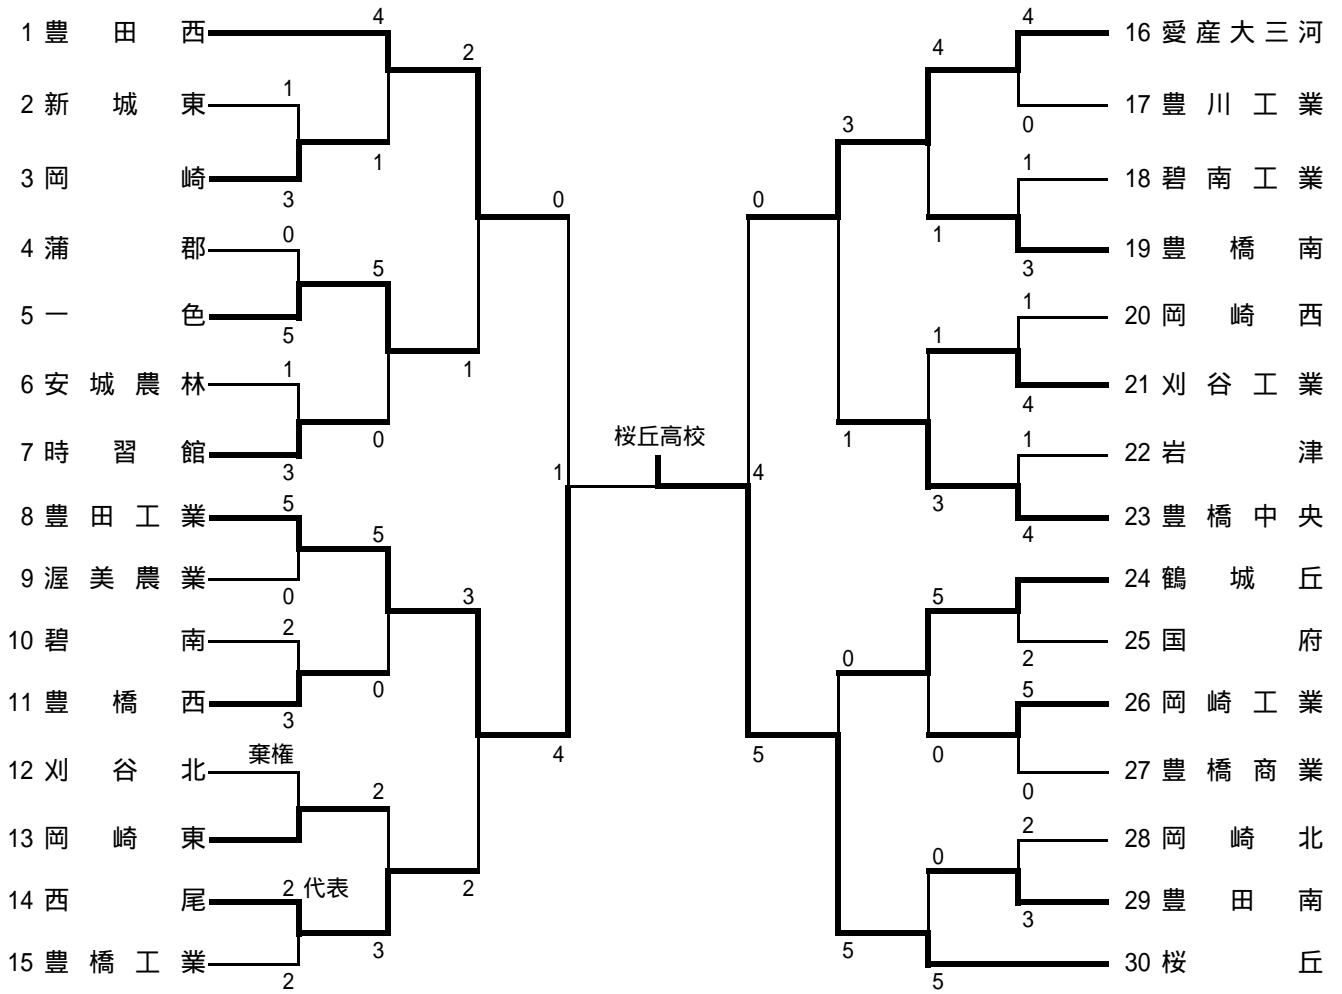 1 豊田西
4
2
2 新城東
1
3 岡崎
3
1
0
4 蒲郡
0
5
5 一色
5
1
6 安城農林
1
7 時習館
3
0
8 豊田工業
5
5
3
9 渥美農業
0
10 碧南
2
11 豊橋西
3
0
12 刈谷北
棄権
2
13 岡崎東
14 西尾
2 代表
2
15 豊橋工業
2
3
1
4
桜丘高校
4
5
16 愛産大三河
4
4
3
0
17 豊川工業
0
18 碧南工業
1
19 豊橋南
3
1
20 岡崎西
1
1
21 刈谷工業
4
1
22 岩津
1
23 豊橋中央
4
3
24 鶴城丘
5
25 国府
2
0
26 岡崎工業
5
0
27 豊橋商業
0
28 岡崎北
2
0
29 豊田南
3
30 桜丘
5
5